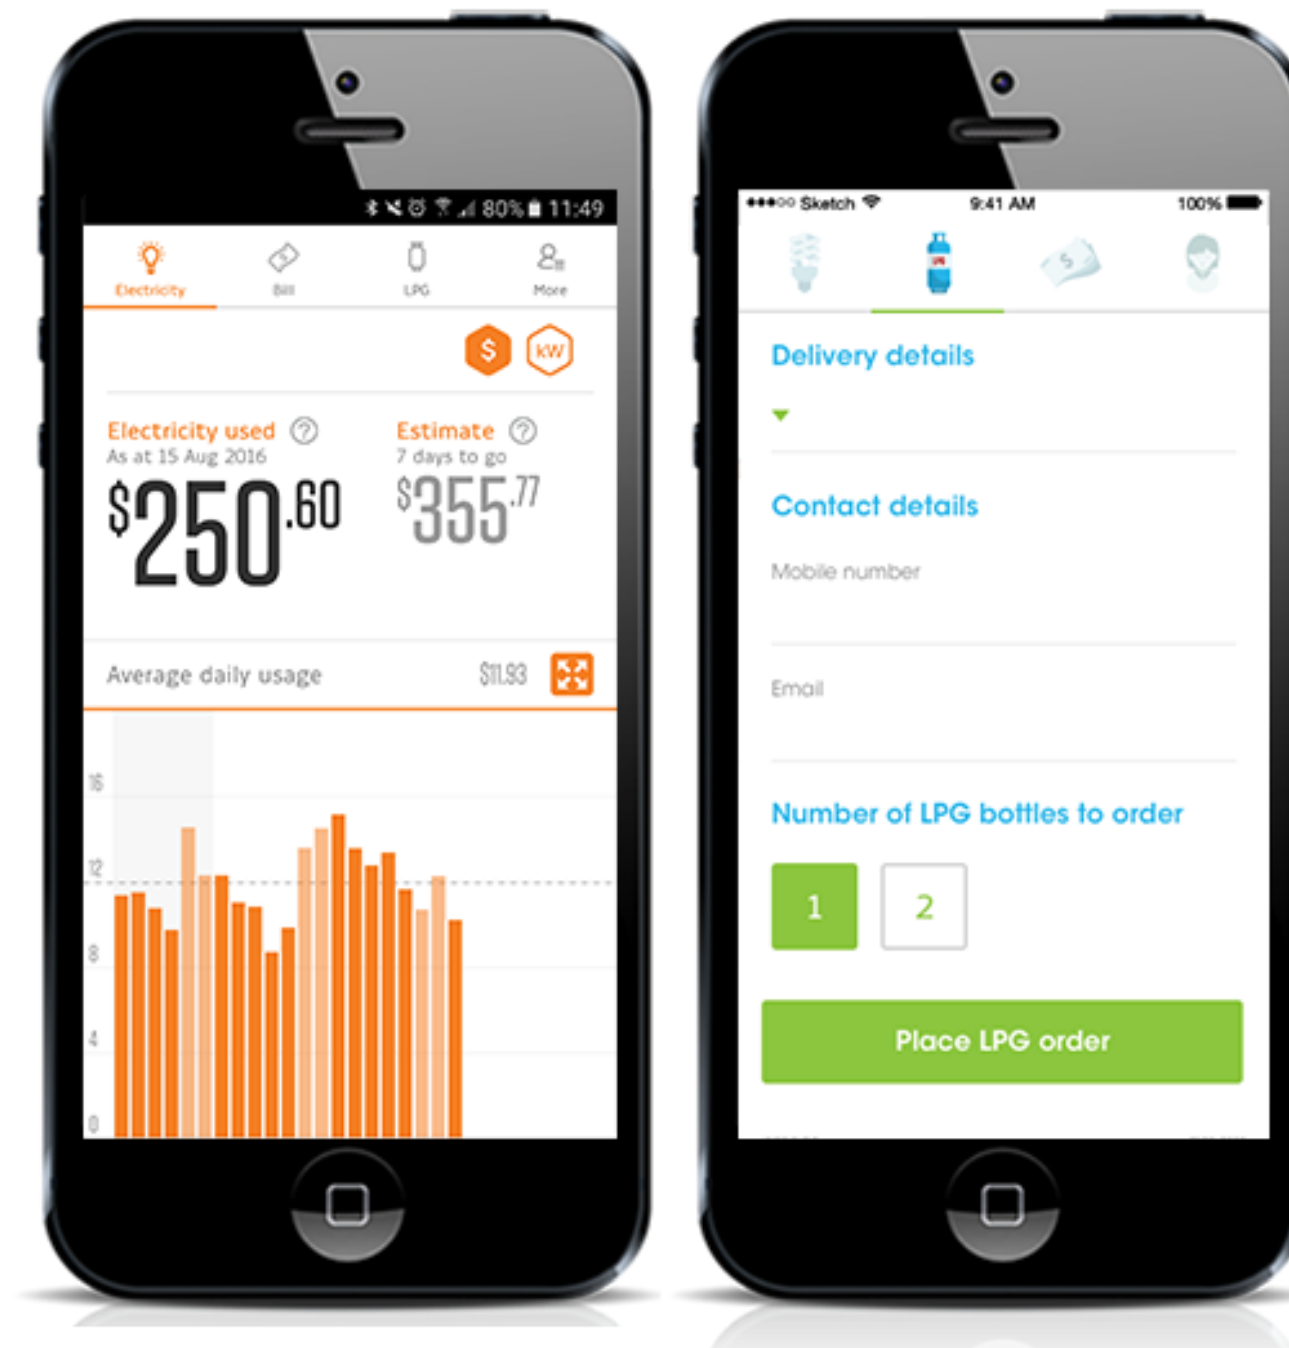 80% 11:49
Electricity Bill LPG More
$ kW
Electricity used ? Estimate ?
As at 15 Aug 2016 7 days to go
$250.60 $355.77
Average daily usage $11.93
16
12
8
4
0
Sketch 9:41 AM 100%
LPG
$
Delivery details
Contact details
Mobile number
Email
Number of LPG bottles to order
1 2
Place LPG order